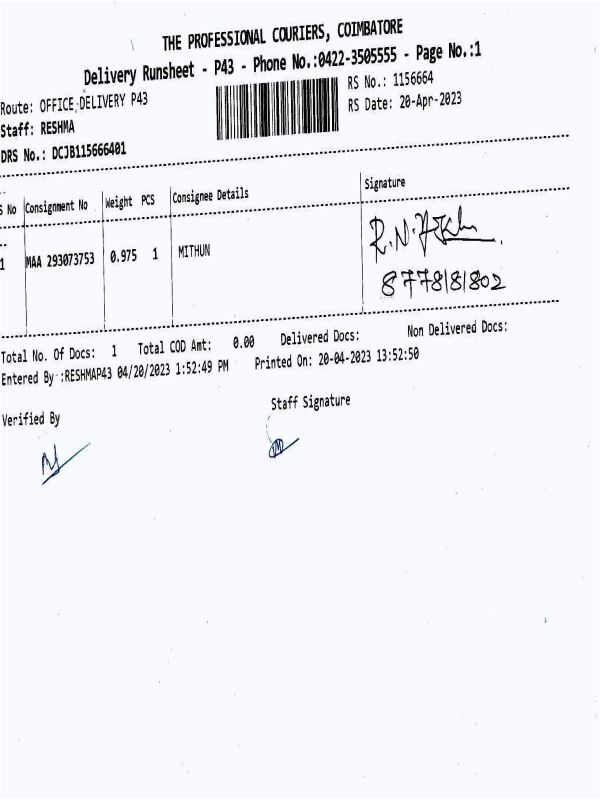 THE PROFESSIONAL COURIERS, COIMBATORE
Delivery Runsheet - P43 - Phone No.:0422-3505555 - Page No.:1
Route: OFFICE DELIVERY P43
RS No.: 1156664
Staff: RESHMA
RS Date: 20-Apr-2023
DRS No.: DCJB115666401
S No Consignment No Weight PCS Consignee Details Signature
1 MAA 293073753 0.975 1 MITHUN
8778181802
Total No. Of Docs: 1 Total COD Amt: 0.00 Delivered Docs: Non Delivered Docs:
Entered By :RESHMAP43 04/20/2023 1:52:49 PM Printed On: 20-04-2023 13:52:50
Verified By Staff Signature